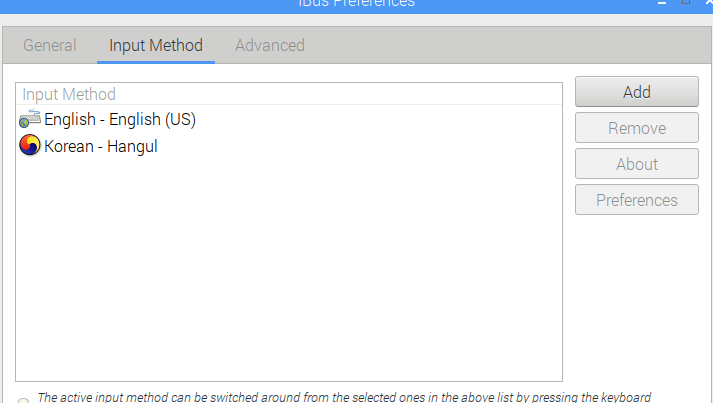 IBus Preferences
General Input Method Advanced
Input Method
English - English (US)
Korean - Hangul
Add
Remove
About
Preferences
The active input method can be switched around from the selected ones in the above list by pressing the keyboard